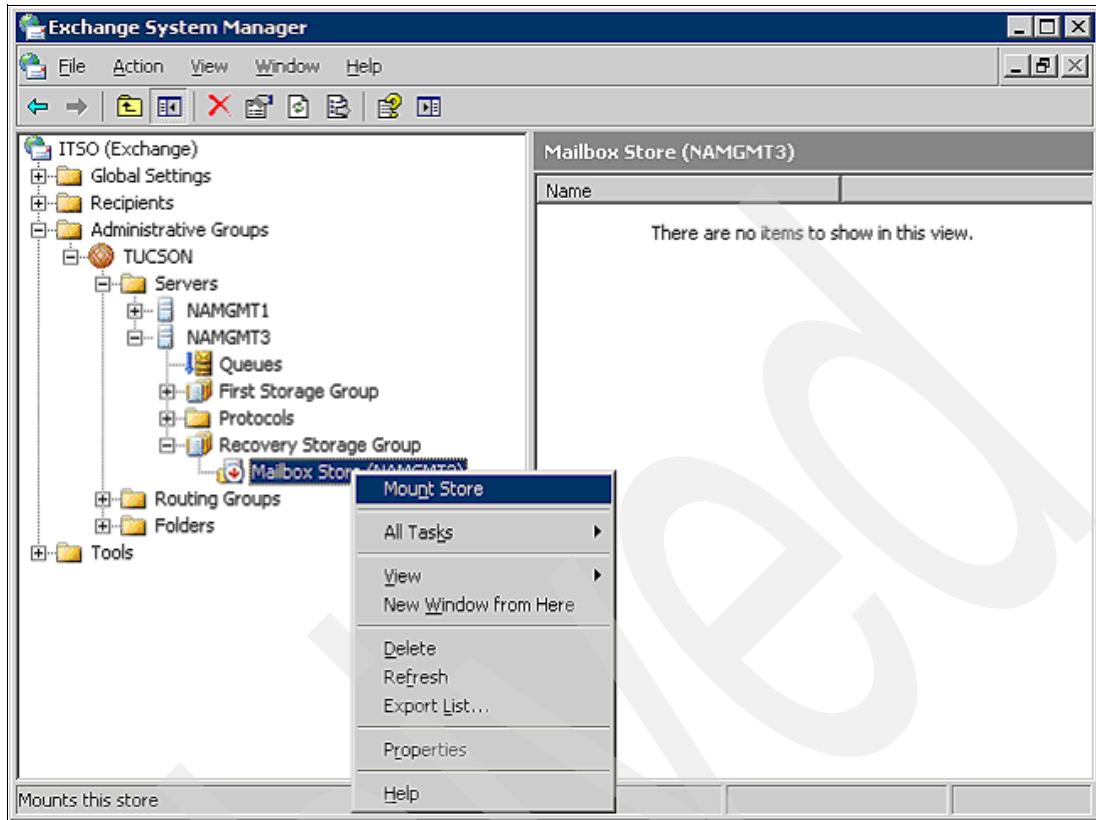 Exchange System Manager
File Action View Window Help
ITSO (Exchange)
Global Settings
Recipients
Administrative Groups
TUCSON
Servers
NAMGMT1
NAMGMT3
Queues
First Storage Group
Protocols
Recovery Storage Group
Mailbox Store (NAMGMT3)
Routing Groups
Folders
Tools
Mailbox Store (NAMGMT3)
Name
There are no items to show in this view.
Mount Store
All Tasks
View
New Window from Here
Delete
Refresh
Export List...
Properties
Help
Mounts this store